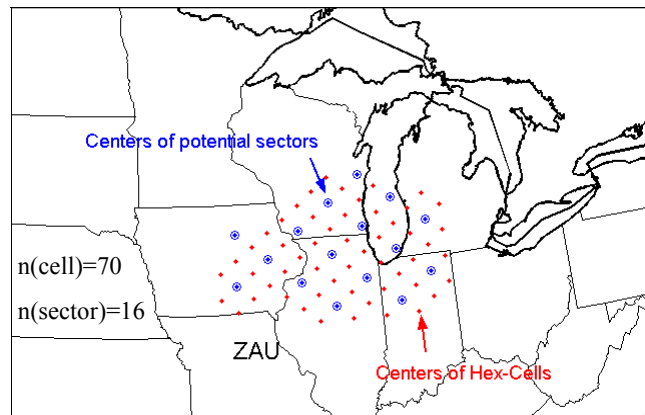 Centers of potential sectors
n(cell)=70
n(sector)=16
ZAU
Centers of Hex-Cells